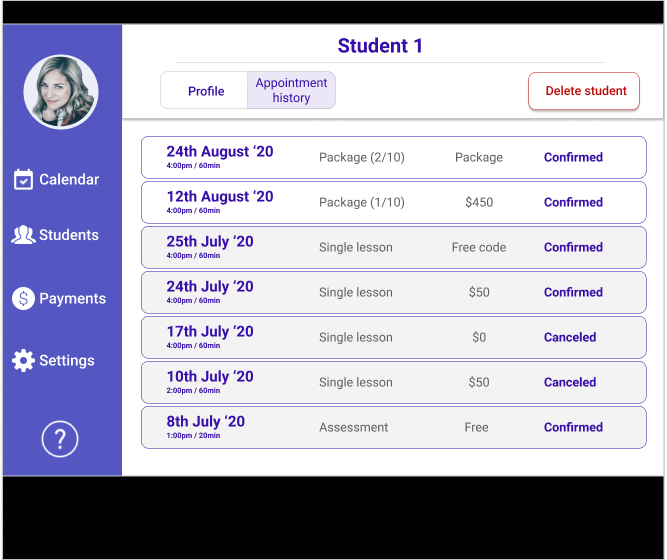 Student 1
Profile
Appointment
history
Delete student
Calendar
Students
Payments
Settings
?
24th August ‘20
4:00pm / 60min
Package (2/10)
Package
Confirmed
12th August ‘20
4:00pm / 60min
Package (1/10)
$450
Confirmed
25th July ‘20
4:00pm / 60min
Single lesson
Free code
Confirmed
24th July ‘20
4:00pm / 60min
Single lesson
$50
Confirmed
17th July ‘20
4:00pm / 60min
Single lesson
$0
Canceled
10th July ‘20
2:00pm / 60min
Single lesson
$50
Canceled
8th July ‘20
1:00pm / 20min
Assessment
Free
Confirmed